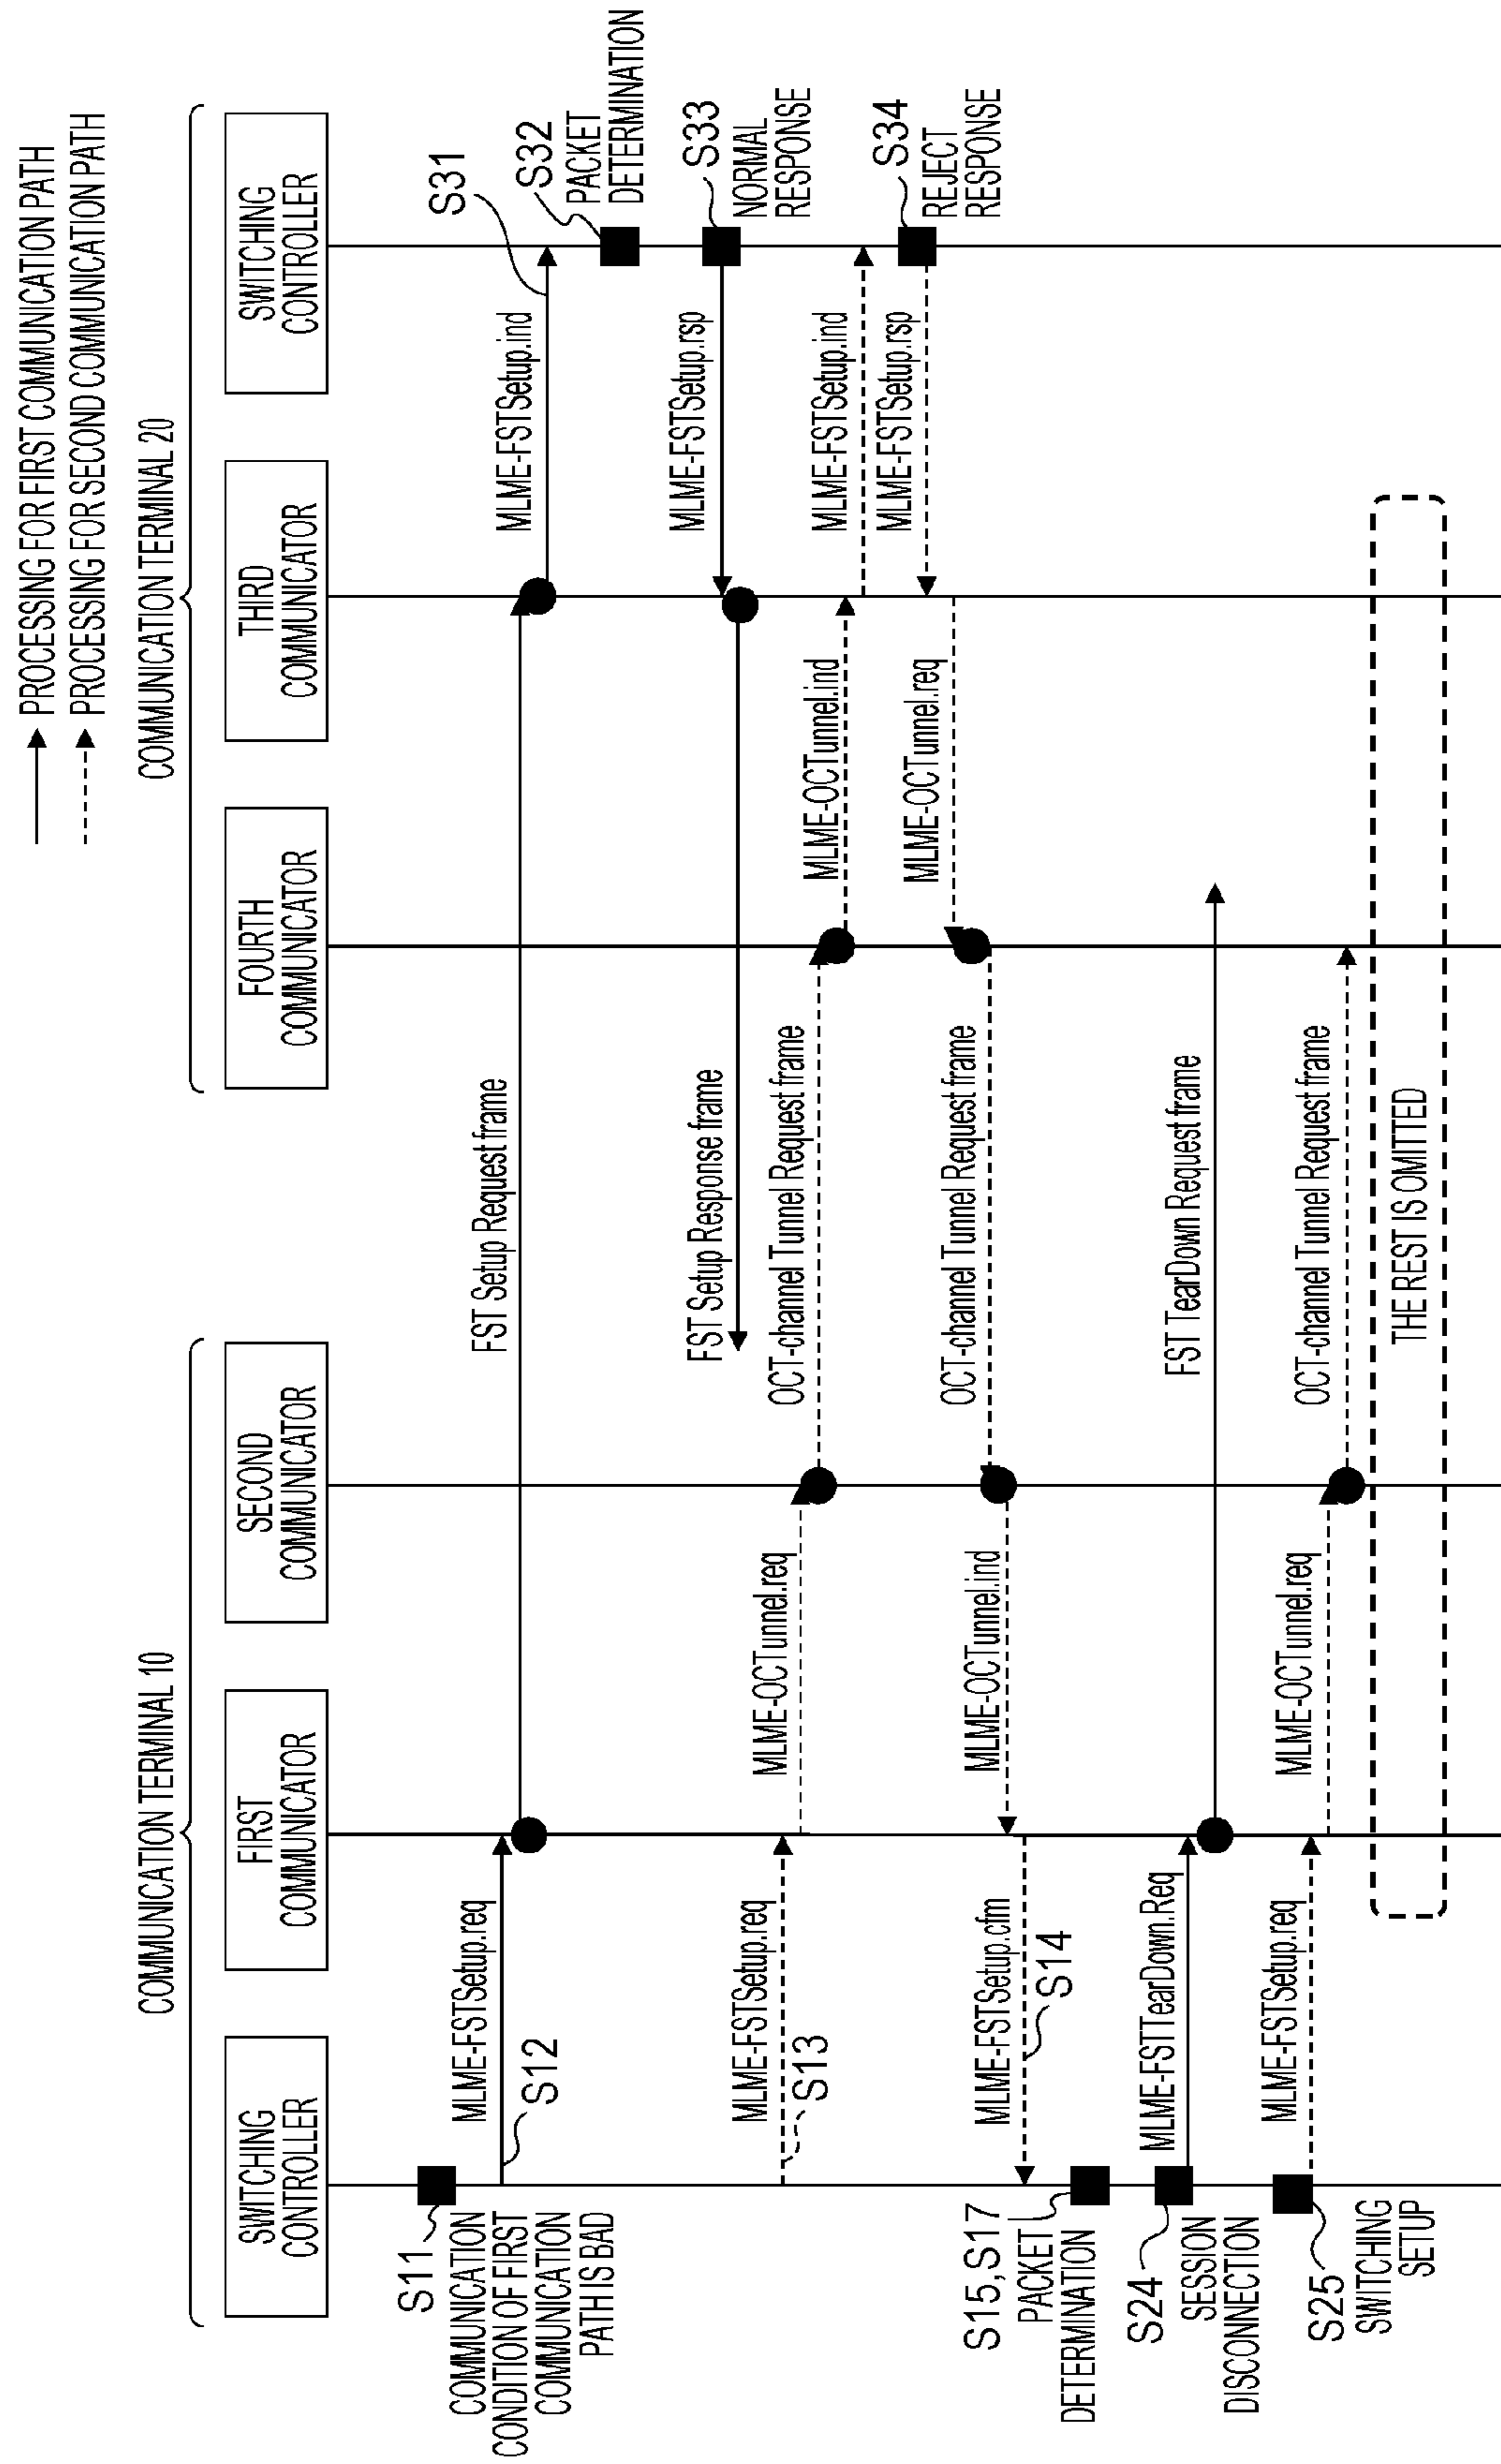 PROCESSING FOR FIRST COMMUNICATION PATH
PROCESSING FOR SECOND COMMUNICATION PATH
COMMUNICATION TERMINAL 10
COMMUNICATION TERMINAL 20
SWITCHING
CONTROLLER
FIRST
COMMUNICATOR
SECOND
COMMUNICATOR
FOURTH
COMMUNICATOR
THIRD
COMMUNICATOR
SWITCHING
CONTROLLER
S11
COMMUNICATION
CONDITION OF FIRST
COMMUNICATION
PATH IS BAD
MLME-FSTSetup.req
S12
FST Setup Request frame
MLME-FSTSetup.ind
S31
S32
PACKET
DETERMINATION
MLME-FSTSetup.rsp
S33
NORMAL
RESPONSE
FST Setup Response frame
MLME-FSTSetup.req
S13
MLME-OCTunnel.req
OCT-channel Tunnel Request frame
MLME-OCTunnel.ind
MLME-FSTSetup.ind
MLME-FSTSetup.rsp
S34
REJECT
RESPONSE
MLME-OCTunnel.req
OCT-channel Tunnel Request frame
MLME-OCTunnel.ind
MLME-FSTSetup.cfm
S14
S15,S17
PACKET
DETERMINATION
S24
SESSION
DISCONNECTION
MLME-FSTTearDown.Req
FST TearDown Request frame
S25
SWITCHING
SETUP
MLME-FSTSetup.req
MLME-OCTunnel.req
OCT-channel Tunnel Request frame
THE REST IS OMITTED